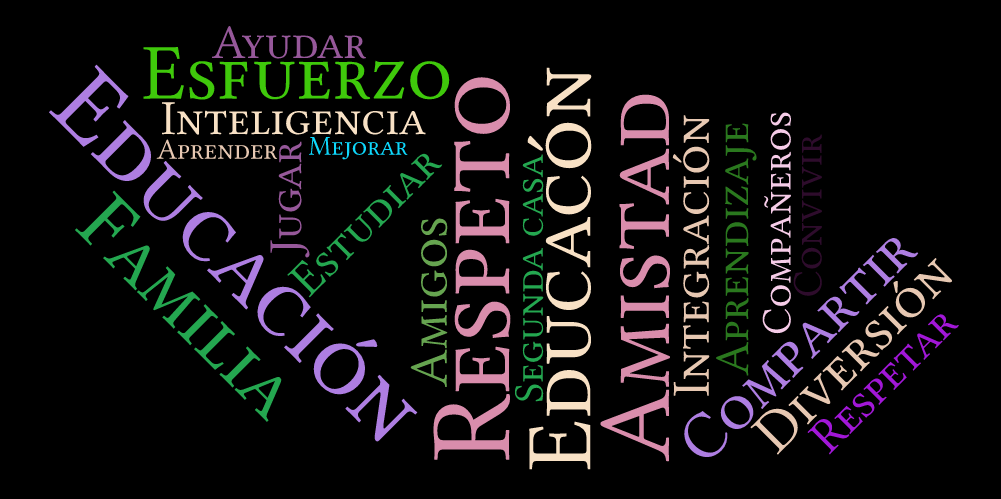 Ayudar
Esfuerzo
Inteligencia
Aprender
Mejorar
Educación
Familia
Jugar
Estudiar
Amigos
Respeto
Segunda casa
Educacón
Amistad
Integración
Aprendizaje
Compañeros
Convivir
Compartir
Diversión
Respetar